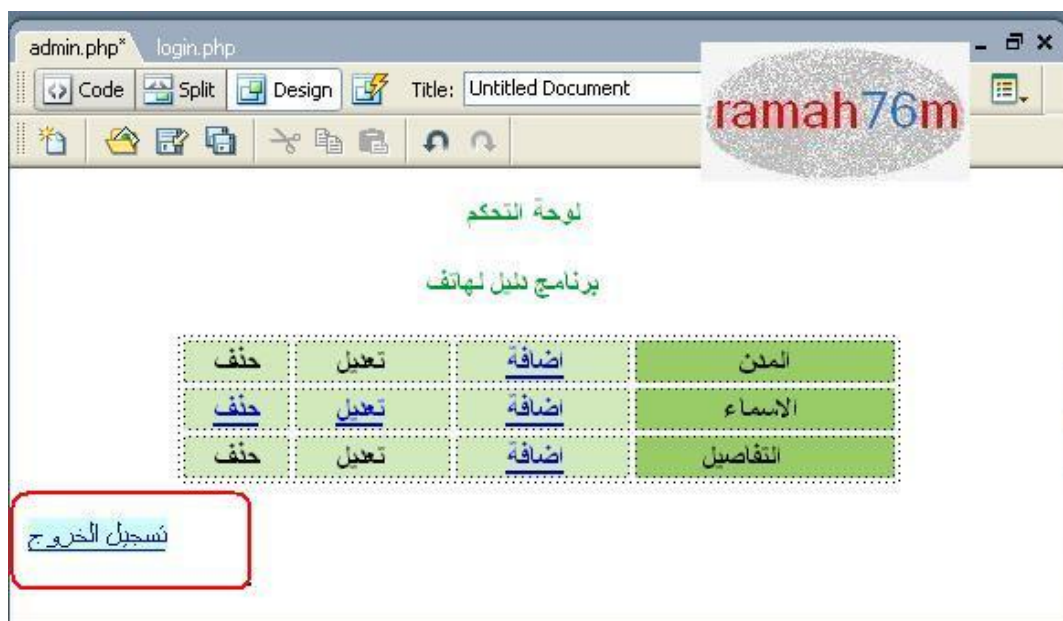 admin.php* login.php
Code Split Design Title: Untitled Document
ramah76m
لوحة التحكم
برنامج دليل لهاتف
المدن اضافة تعديل حذف
الاسماء اضافة تعديل حذف
التفاصيل اضافة تعديل حذف
تسجيل الخروج